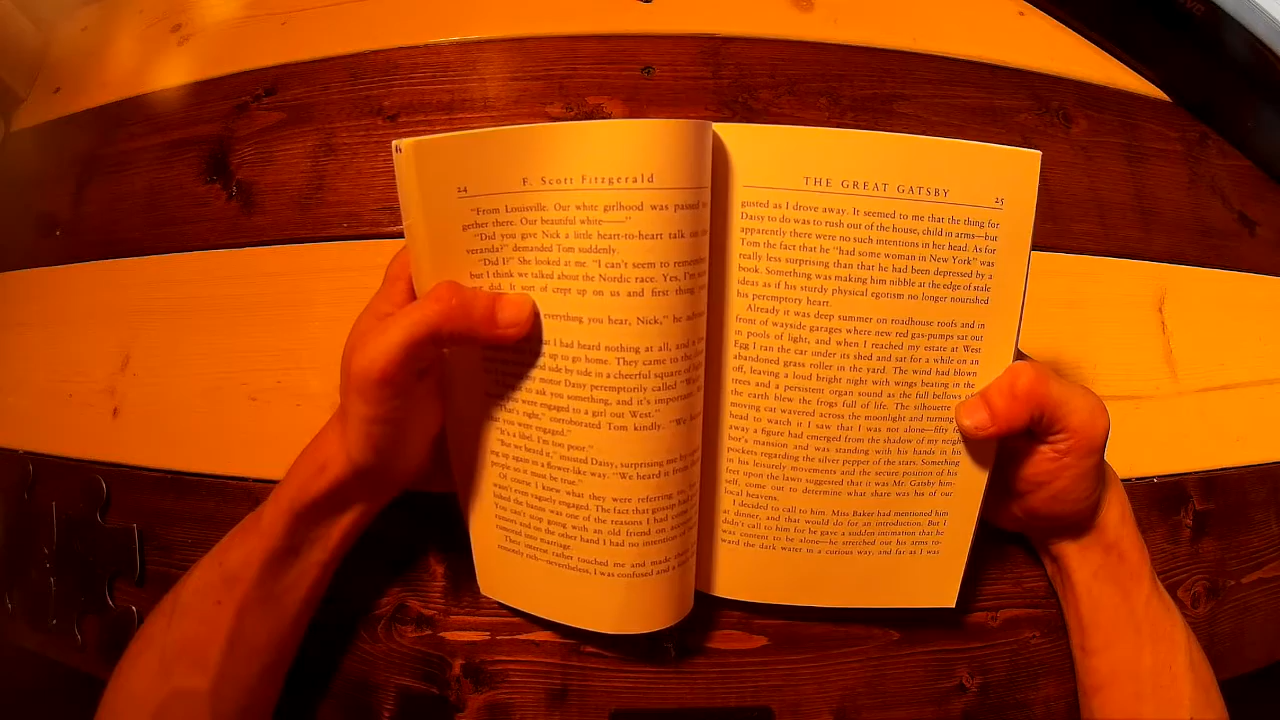 24
F. Scott Fitzgerald
"From Louisville. Our white girlhood was passed
gether there. Our beautiful white——"
"Did you give Nick a little heart-to-heart talk
veranda?" demanded Tom suddenly.
"Did I?" She looked at me. "I can't seem to remember
but I think we talked about the Nordic race. Yes, I'm
we did. It sort of crept up on us and first thing
everything you hear, Nick," he
I had heard nothing at all, and
up to go home. They came to the
side by side in a cheerful square of
motor Daisy peremptorily called
ask you something, and it's important.
you were engaged to a girl out West."
"That's right," corroborated Tom kindly. "We
that you were engaged."
"It's a libel. I'm too poor."
"But we heard it," insisted Daisy, surprising me by
ing up again in a flower-like way. "We heard it from
people so it must be true."
Of course I knew what they were referring
wasn't even vaguely engaged. The fact that gossip had
lished the banns was one of the reasons I had come
You can't stop going with an old friend on
rumors and on the other hand I had no intention
rumored into marriage.
Their interest rather touched me and made
remotely rich—nevertheless, I was confused and a
THE GREAT GATSBY
25
gusted as I drove away. It seemed to me that the thing for
Daisy to do was to rush out of the house, child in arms—but
apparently there were no such intentions in her head. As for
Tom the fact that he "had some woman in New York" was
really less surprising than that he had been depressed by a
book. Something was making him nibble at the edge of stale
ideas as if his sturdy physical egotism no longer nourished
his peremptory heart.
Already it was deep summer on roadhouse roofs and in
front of wayside garages where new red gas-pumps sat out
in pools of light, and when I reached my estate at West
Egg I ran the car under its shed and sat for a while on an
abandoned grass roller in the yard. The wind had blown
off, leaving a loud bright night with wings beating in the
trees and a persistent organ sound as the full bellows of
the earth blew the frogs full of life. The silhouette
moving cat wavered across the moonlight and turning
head to watch it I saw that I was not alone—fifty
away a figure had emerged from the shadow of my neigh-
bor's mansion and was standing with his hands in his
pockets regarding the silver pepper of the stars. Something
in his leisurely movements and the secure position of his
feet upon the lawn suggested that it was Mr. Gatsby him-
self, come out to determine what share was his of our
local heavens.
I decided to call to him. Miss Baker had mentioned him
at dinner, and that would do for an introduction. But I
didn't call to him for he gave a sudden intimation that he
was content to be alone—he stretched out his arms to-
ward the dark water in a curious way, and far as I was